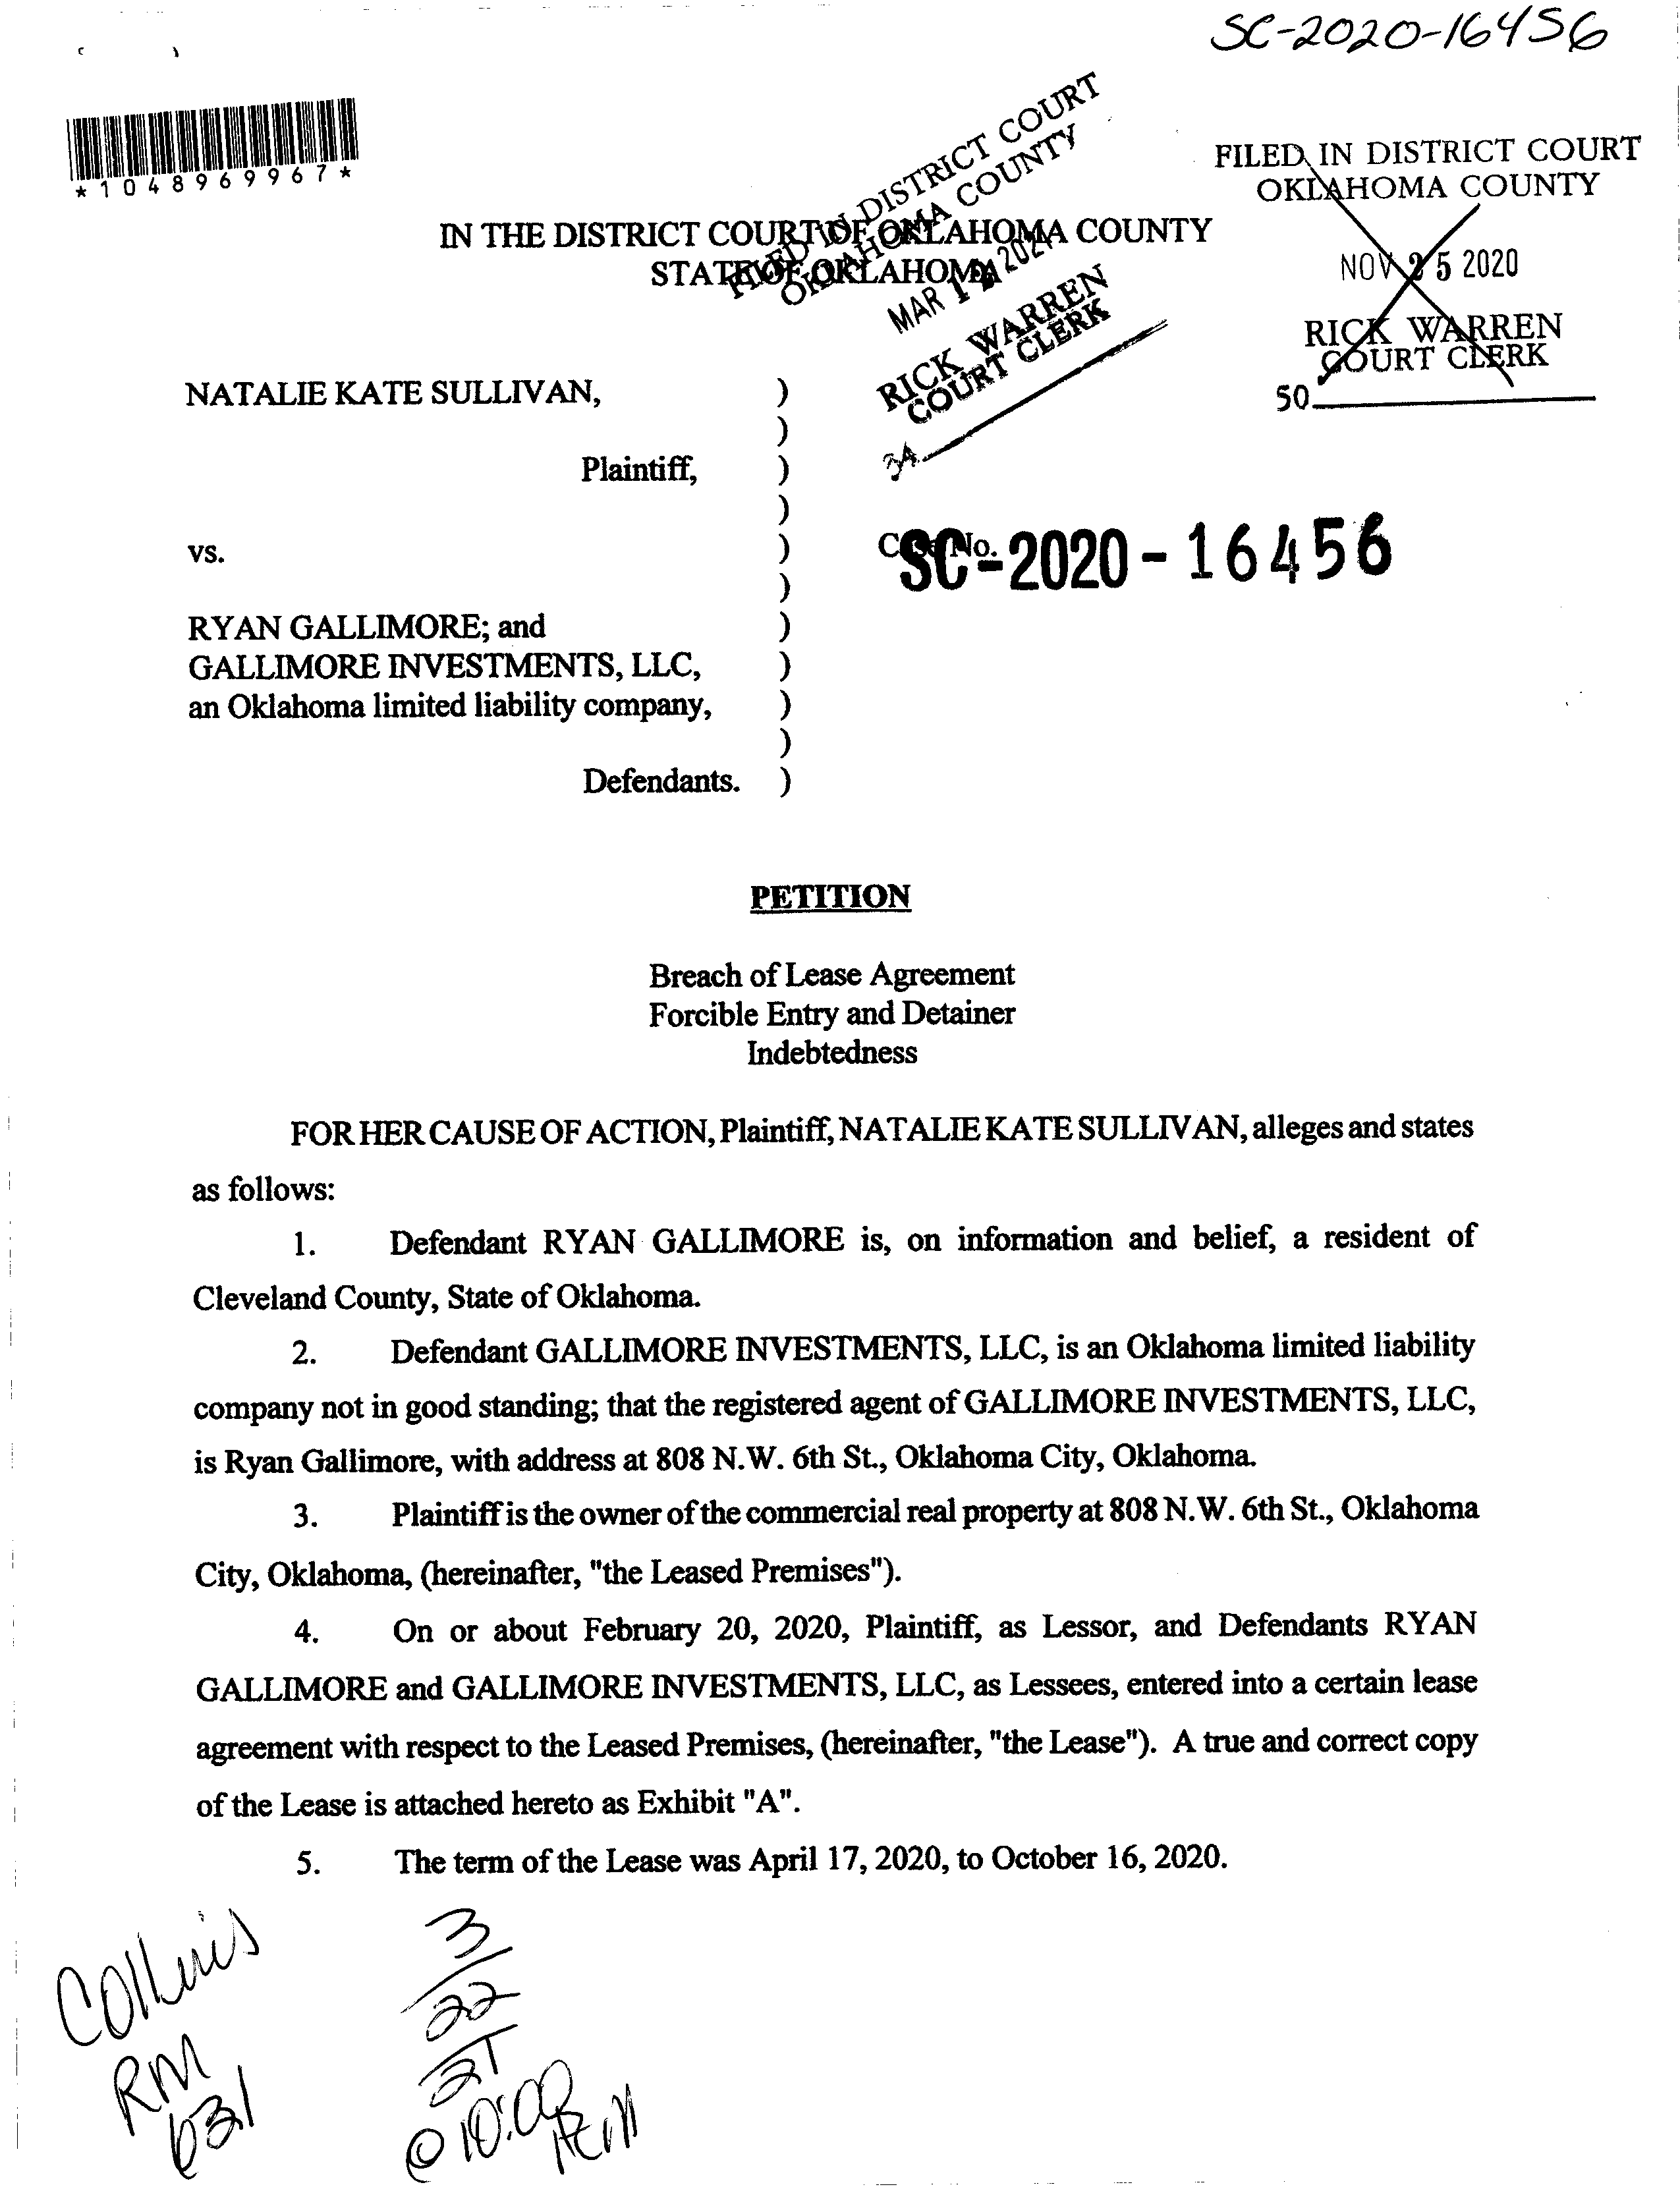 SC-2020-16456
*1048969967*
FILED IN DISTRICT COURT
OKLAHOMA COUNTY
NOV 25 2020
RICK WARREN
COURT CLERK
50
FILED IN DISTRICT COURT
OKLAHOMA COUNTY
MAR 1 2021
RICK WARREN
COURT CLERK
34
IN THE DISTRICT COURT OF OKLAHOMA COUNTY
STATE OF OKLAHOMA
NATALIE KATE SULLIVAN, )
)
Plaintiff, )
)
vs. ) Case No. SC-2020-16456
)
RYAN GALLIMORE; and )
GALLIMORE INVESTMENTS, LLC, )
an Oklahoma limited liability company, )
)
Defendants. )
PETITION
Breach of Lease Agreement
Forcible Entry and Detainer
Indebtedness
FOR HER CAUSE OF ACTION, Plaintiff, NATALIE KATE SULLIVAN, alleges and states
as follows:
1. Defendant RYAN GALLIMORE is, on information and belief, a resident of
Cleveland County, State of Oklahoma.
2. Defendant GALLIMORE INVESTMENTS, LLC, is an Oklahoma limited liability
company not in good standing; that the registered agent of GALLIMORE INVESTMENTS, LLC,
is Ryan Gallimore, with address at 808 N.W. 6th St., Oklahoma City, Oklahoma.
3. Plaintiff is the owner of the commercial real property at 808 N.W. 6th St., Oklahoma
City, Oklahoma, (hereinafter, "the Leased Premises").
4. On or about February 20, 2020, Plaintiff, as Lessor, and Defendants RYAN
GALLIMORE and GALLIMORE INVESTMENTS, LLC, as Lessees, entered into a certain lease
agreement with respect to the Leased Premises, (hereinafter, "the Lease"). A true and correct copy
of the Lease is attached hereto as Exhibit "A".
5. The term of the Lease was April 17, 2020, to October 16, 2020.
Collins
RM
631
3/22/21
@ 10:00